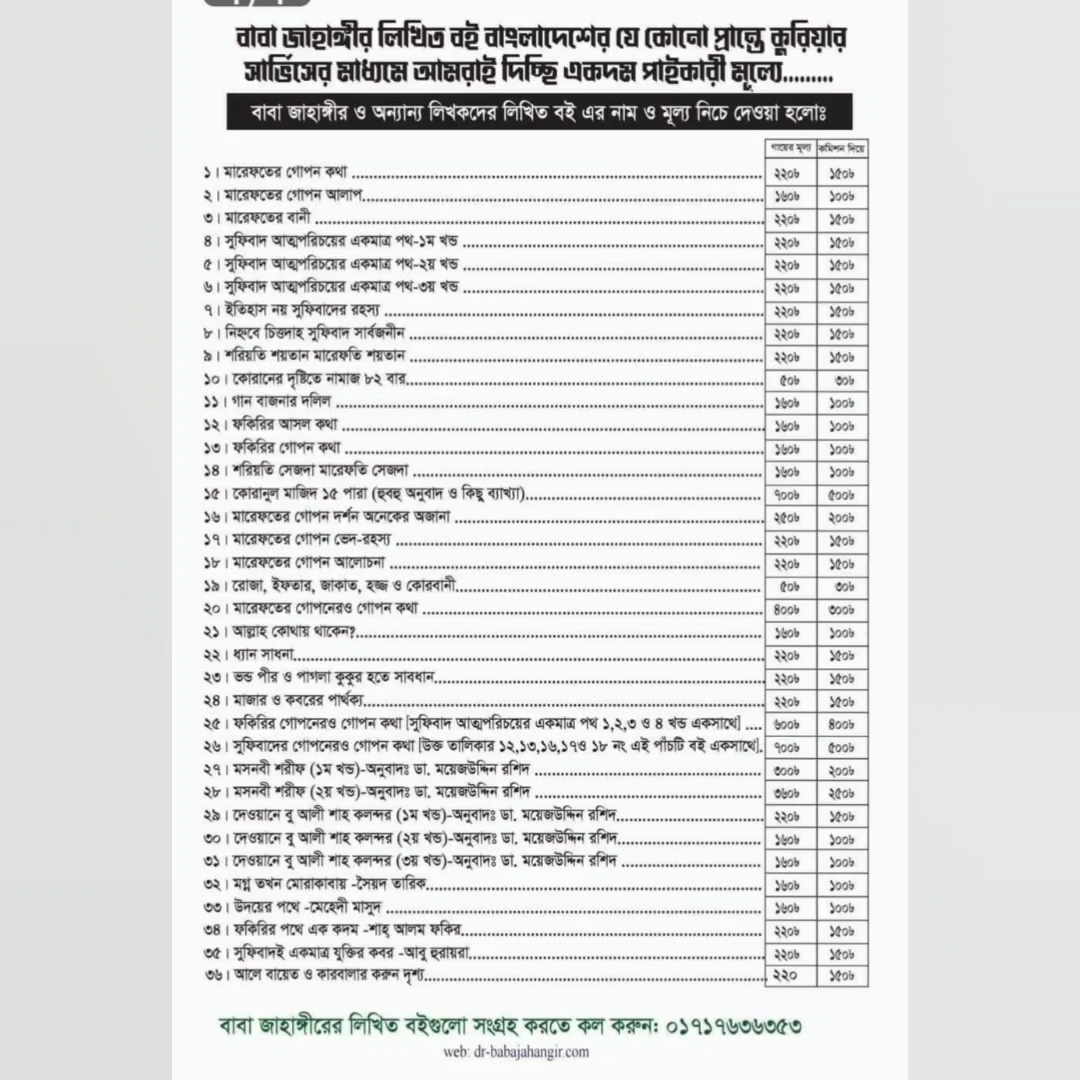 বাবা জাহাঙ্গীর লিখিত বই বাংলাদেশের যে কোনো প্রান্তে কুরিয়ার
সার্ভিসের মাধ্যমে আমরাই দিচ্ছি একদম পাইকারী মূল্যে.........
বাবা জাহাঙ্গীর ও অন্যান্য লিখকদের লিখিত বই এর নাম ও মূল্য নিচে দেওয়া হলোঃ
গায়ের মূল্য কমিশন দিয়ে
১। মারেফতের গোপন কথা ২২০৳ ১৫০৳
২। মারেফতের গোপন আলাপ ১৬০৳ ১০০৳
৩। মারেফতের বানী ২২০৳ ১৫০৳
৪। সুফিবাদ আত্মপরিচয়ের একমাত্র পথ-১ম খন্ড ২২০৳ ১৫০৳
৫। সুফিবাদ আত্মপরিচয়ের একমাত্র পথ-২য় খন্ড ২২০৳ ১৫০৳
৬। সুফিবাদ আত্মপরিচয়ের একমাত্র পথ-৩য় খন্ড ২২০৳ ১৫০৳
৭। ইতিহাস নয় সুফিবাদের রহস্য ২২০৳ ১৫০৳
৮। নিহ্নবে চিত্তদাহ সুফিবাদ সার্বজনীন ২২০৳ ১৫০৳
৯। শরিয়তি শয়তান মারেফতি শয়তান ২২০৳ ১৫০৳
১০। কোরানের দৃষ্টিতে নামাজ ৮২ বার ৫০৳ ৩০৳
১১। গান বাজনার দলিল ১৬০৳ ১০০৳
১২। ফকিরির আসল কথা ১৬০৳ ১০০৳
১৩। ফকিরির গোপন কথা ১৬০৳ ১০০৳
১৪। শরিয়তি সেজদা মারেফতি সেজদা ১৬০৳ ১০০৳
১৫। কোরানুল মাজিদ ১৫ পারা (হুবহু অনুবাদ ও কিছু ব্যাখ্যা) ৭০০৳ ৫০০৳
১৬। মারেফতের গোপন দর্শন অনেকের অজানা ২৫০৳ ২০০৳
১৭। মারেফতের গোপন ভেদ-রহস্য ২২০৳ ১৫০৳
১৮। মারেফতের গোপন আলোচনা ২২০৳ ১৫০৳
১৯। রোজা, ইফতার, জাকাত, হজ্জ ও কোরবানী ৫০৳ ৩০৳
২০। মারেফতের গোপনেরও গোপন কথা ৪০০৳ ৩০০৳
২১। আল্লাহ কোথায় থাকেন? ১৬০৳ ১০০৳
২২। ধ্যান সাধনা ২২০৳ ১৫০৳
২৩। ভন্ড পীর ও পাগলা কুকুর হতে সাবধান ২২০৳ ১৫০৳
২৪। মাজার ও কবরের পার্থক্য ২২০৳ ১৫০৳
২৫। ফকিরির গোপনেরও গোপন কথা [সুফিবাদ আত্মপরিচয়ের একমাত্র পথ ১,২,৩ ও ৪ খন্ড একসাথে] .... ৬০০৳ ৪০০৳
২৬। সুফিবাদের গোপনেরও গোপন কথা [উক্ত তালিকার ১২,১৩,১৬,১৭ও ১৮ নং এই পাঁচটি বই একসাথে]. ৭০০৳ ৫০০৳
২৭। মসনবী শরীফ (১ম খন্ড)-অনুবাদঃ ডা. ময়েজউদ্দিন রশিদ ৩০০৳ ২০০৳
২৮। মসনবী শরীফ (২য় খন্ড)-অনুবাদঃ ডা. ময়েজউদ্দিন রশিদ ৩৬০৳ ২৫০৳
২৯। দেওয়ানে বু আলী শাহ কলন্দর (১ম খন্ড)-অনুবাদঃ ডা. ময়েজউদ্দিন রশিদ ২২০৳ ১৫০৳
৩০। দেওয়ানে বু আলী শাহ কলন্দর (২য় খন্ড)-অনুবাদঃ ডা. ময়েজউদ্দিন রশিদ ১৬০৳ ১০০৳
৩১। দেওয়ানে বু আলী শাহ কলন্দর (৩য় খন্ড)-অনুবাদঃ ডা. ময়েজউদ্দিন রশিদ ১৬০৳ ১০০৳
৩২। মগ্ন তখন মোরাকাবায় -সৈয়দ তারিক ১৬০৳ ১০০৳
৩৩। উদয়ের পথে -মেহেদী মাসুদ ১৬০৳ ১০০৳
৩৪। ফকিরির পথে এক কদম -শাহ্ আলম ফকির ২২০৳ ১৫০৳
৩৫। সুফিবাদই একমাত্র যুক্তির কবর -আবু হুরায়রা ২২০৳ ১৫০৳
৩৬। আলে বায়েত ও কারবালার করুন দৃশ্য ২২০ ১৫০৳
বাবা জাহাঙ্গীরের লিখিত বইগুলো সংগ্রহ করতে কল করুন: ০১৭১৭৬৩৬৩৫৩
web: dr-babajahangir.com